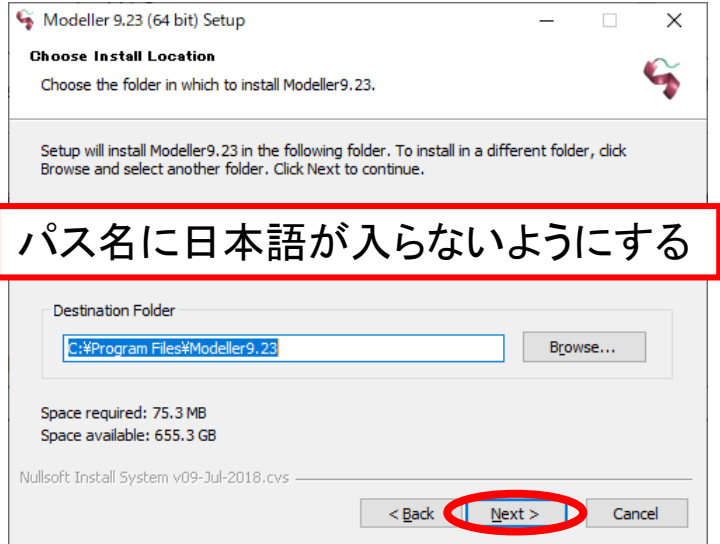 Modeller 9.23 (64 bit) Setup
Choose Install Location
Choose the folder in which to install Modeller9.23.
Setup will install Modeller9.23 in the following folder. To install in a different folder, click
Browse and select another folder. Click Next to continue.
パス名に日本語が入らないようにする
Destination Folder
C:¥Program Files¥Modeller9.23
Browse...
Space required: 75.3 MB
Space available: 655.3 GB
Nullsoft Install System v09-Jul-2018.cvs
< Back
Next >
Cancel